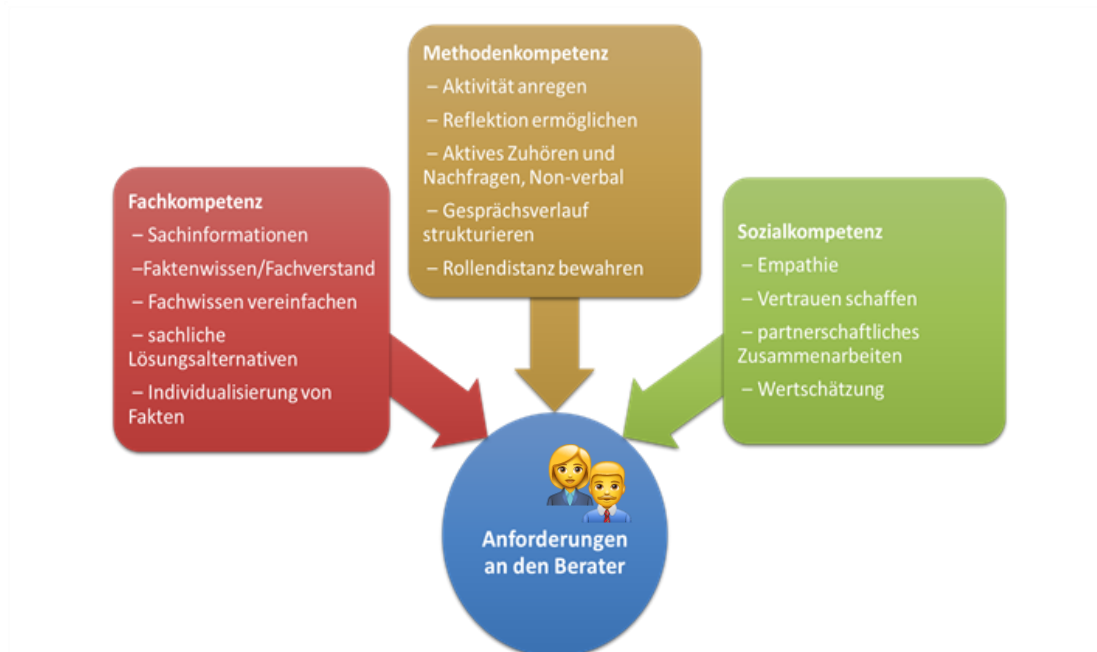 Methodenkompetenz
– Aktivität anregen
– Reflektion ermöglichen
– Aktives Zuhören und
Nachfragen, Non-verbal
– Gesprächsverlauf
strukturieren
– Rollendistanz bewahren
Fachkompetenz
– Sachinformationen
–Faktenwissen/Fachverstand
– Fachwissen vereinfachen
– sachliche
Lösungsalternativen
– Individualisierung von
Fakten
Sozialkompetenz
– Empathie
– Vertrauen schaffen
– partnerschaftliches
Zusammenarbeiten
– Wertschätzung
Anforderungen
an den Berater